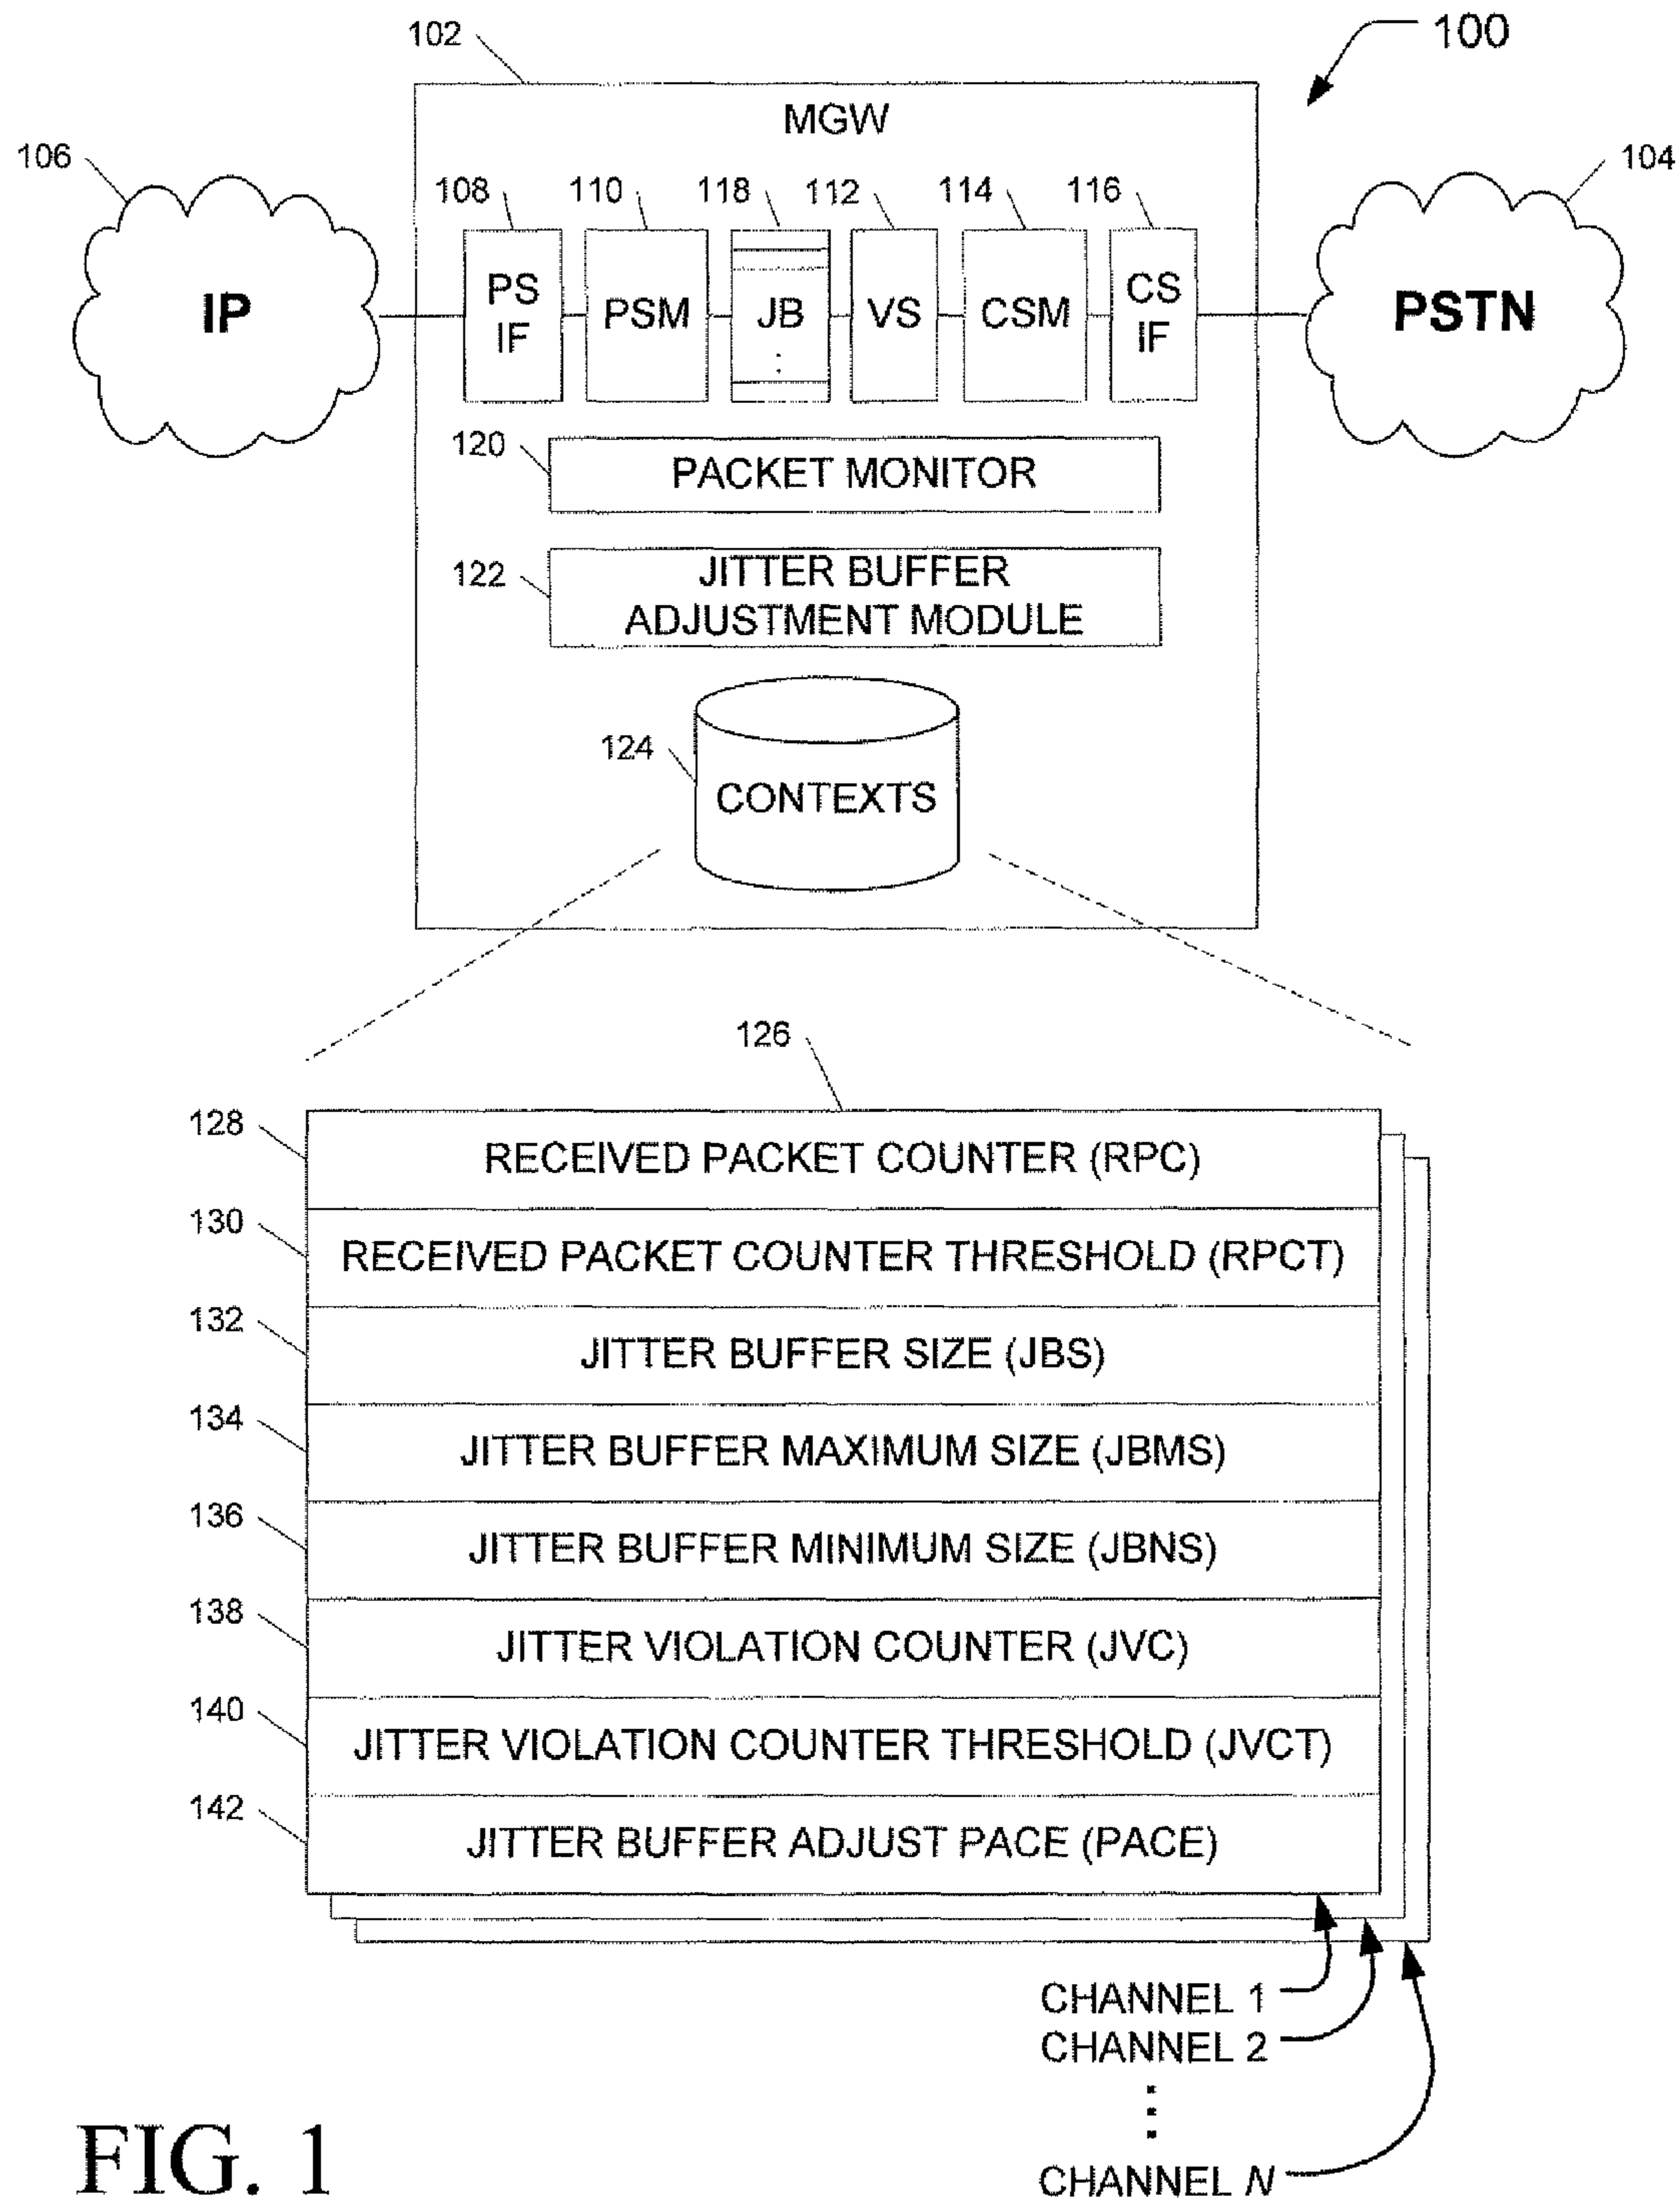 102
100
MGW
106
104
108
110
118
112
114
116
IP
PS
IF
PSM
JB
VS
CSM
CS
IF
PSTN
120
PACKET MONITOR
122
JITTER BUFFER
ADJUSTMENT MODULE
124
CONTEXTS
126
128
RECEIVED PACKET COUNTER (RPC)
130
RECEIVED PACKET COUNTER THRESHOLD (RPCT)
132
JITTER BUFFER SIZE (JBS)
134
JITTER BUFFER MAXIMUM SIZE (JBMS)
136
JITTER BUFFER MINIMUM SIZE (JBNS)
138
JITTER VIOLATION COUNTER (JVC)
140
JITTER VIOLATION COUNTER THRESHOLD (JVCT)
142
JITTER BUFFER ADJUST PACE (PACE)
CHANNEL 1
CHANNEL 2
CHANNEL N
FIG. 1